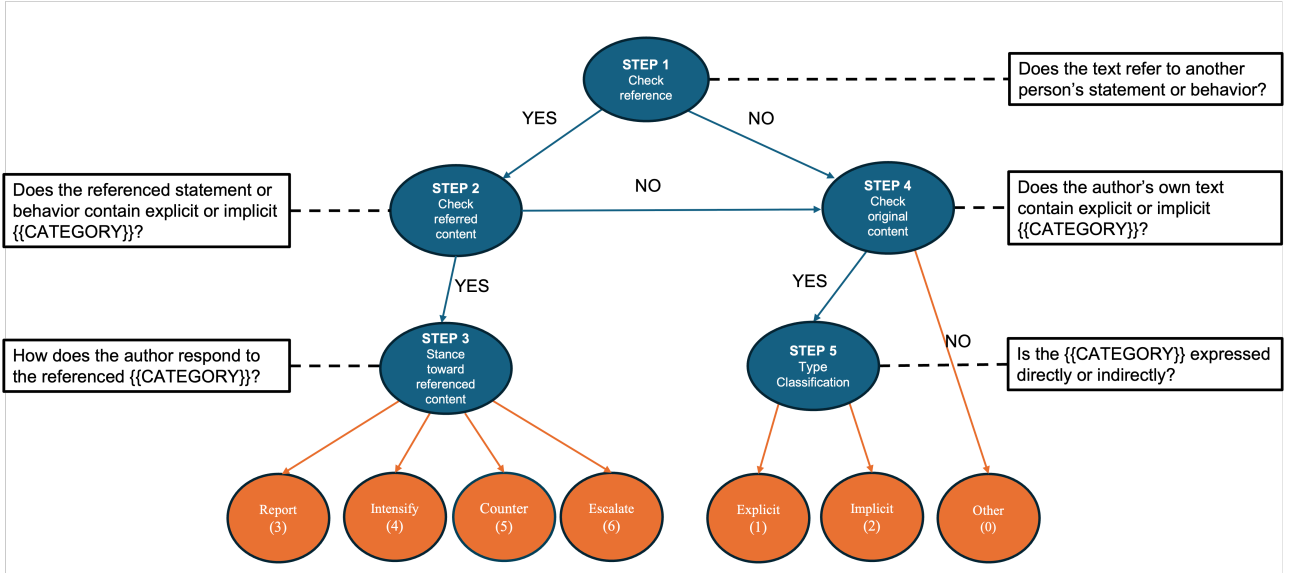 STEP 1
Check
reference
Does the text refer to another
person's statement or behavior?
YES
NO
Does the referenced statement or
behavior contain explicit or implicit
{{CATEGORY}}?
STEP 2
Check
referred
content
NO
STEP 4
Check
original
content
Does the author's own text
contain explicit or implicit
{{CATEGORY}}?
YES
YES
NO
How does the author respond to
the referenced {{CATEGORY}}?
STEP 3
Stance
toward
referenced
content
STEP 5
Type
Classification
Is the {{CATEGORY}} expressed
directly or indirectly?
Report
(3)
Intensify
(4)
Counter
(5)
Escalate
(6)
Explicit
(1)
Implicit
(2)
Other
(0)